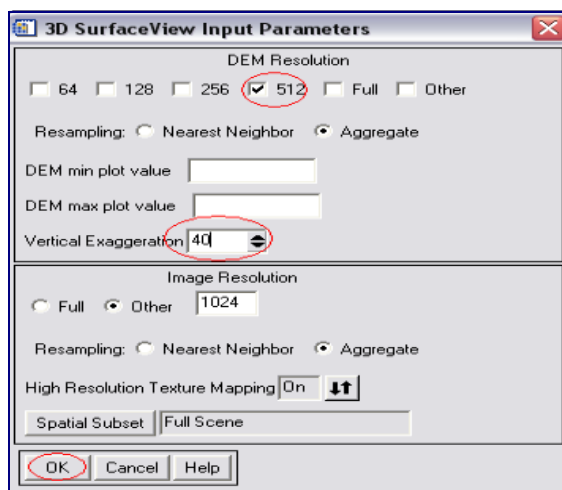 3D SurfaceView Input Parameters
DEM Resolution
64 128 256 512 Full Other
Resampling: Nearest Neighbor Aggregate
DEM min plot value
DEM max plot value
Vertical Exaggeration 40
Image Resolution
Full Other 1024
Resampling: Nearest Neighbor Aggregate
High Resolution Texture Mapping On
Spatial Subset Full Scene
OK Cancel Help